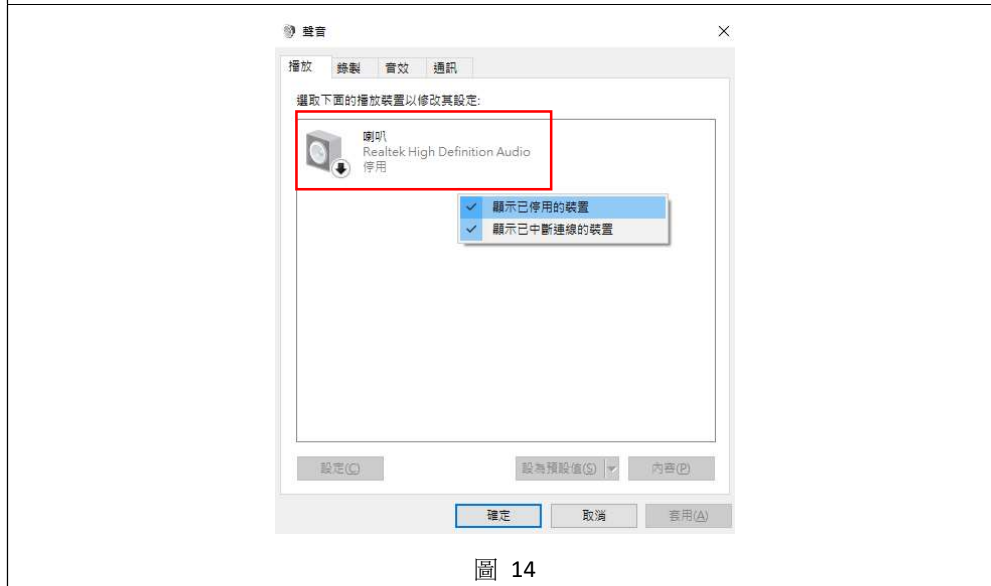 聲音
播放 錄製 音效 通訊
選取下面的播放裝置以修改其設定:
喇叭
Realtek High Definition Audio
停用
顯示已停用的裝置
顯示已中斷連線的裝置
設定(C) 設為預設值(S) 內容(P)
確定 取消 套用(A)
圖 14